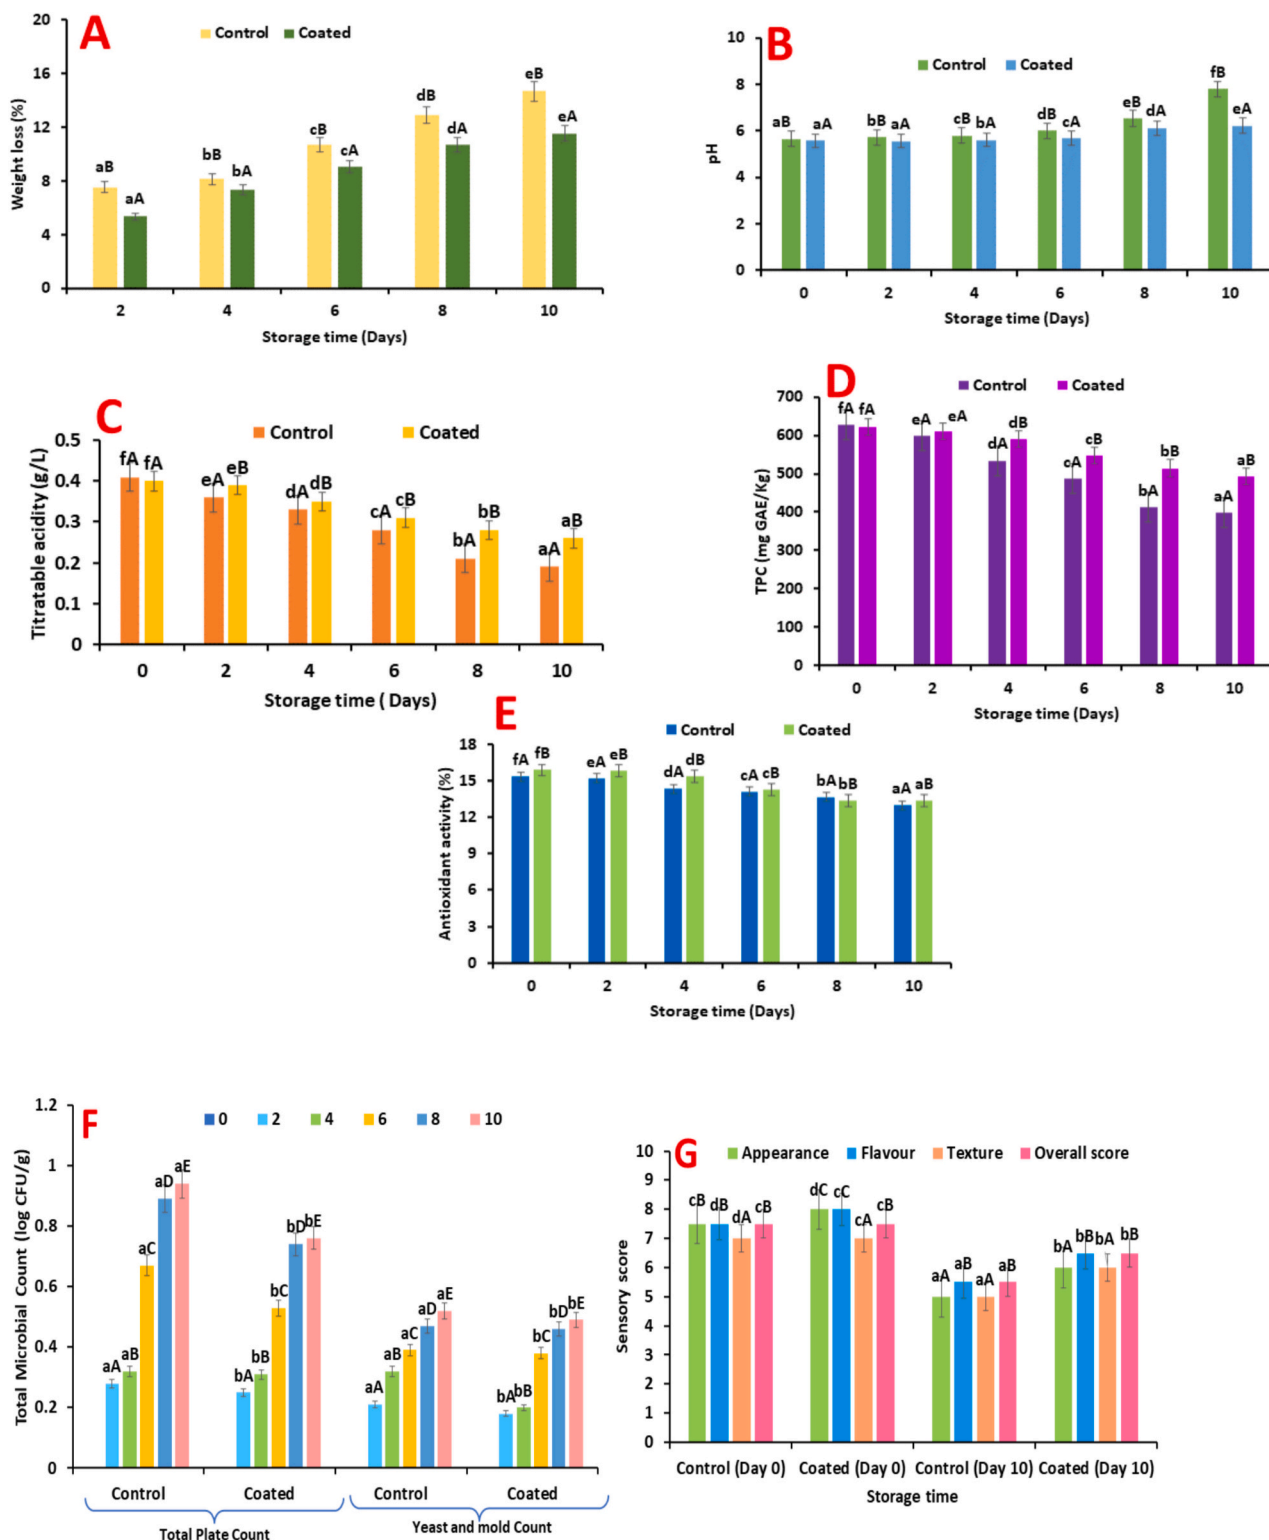 A
Control Coated
Weight loss (%)
20
16
12
8
4
0
aB aA bB bA cB cA dB dA eB eA
2 4 6 8 10
Storage time (Days)
B
Control Coated
pH
10
8
6
4
2
0
aB aA bB aA cB bA dB cA eB dA fB eA
0 2 4 6 8 10
Storage time (Days)
C
Control Coated
Titratable acidity (g/L)
0.5
0.4
0.3
0.2
0.1
0
fA fA eA eB dA dB cA cB bA bB aA aB
0 2 4 6 8 10
Storage time ( Days)
D
Control Coated
TPC (mg GAE/Kg)
700
600
500
400
300
200
100
0
fA fA eA eA dA dB cA cB bA bB aA aB
0 2 4 6 8 10
Storage time (Days)
E
Control Coated
Antioxidant activity (%)
18
15
12
9
6
3
0
fA fB eA eB dA dB cA cB bA bB aA aB
0 2 4 6 8 10
Storage time (Days)
F
0 2 4 6 8 10
Total Microbial Count (log CFU/g)
1.2
1
0.8
0.6
0.4
0.2
0
aA aB aC aD aE bA bB bC bD bE aA aB aC aD aE bA bB bC bD bE
Control Coated Control Coated
Total Plate Count Yeast and mold Count
G
Appearance Flavour Texture Overall score
Sensory score
10
9
8
7
6
5
4
3
2
1
0
cB dB dA cB dC cC cA cB aA aB aA aB bA bB bA bB
Control (Day 0) Coated (Day 0) Control (Day 10) Coated (Day 10)
Storage time